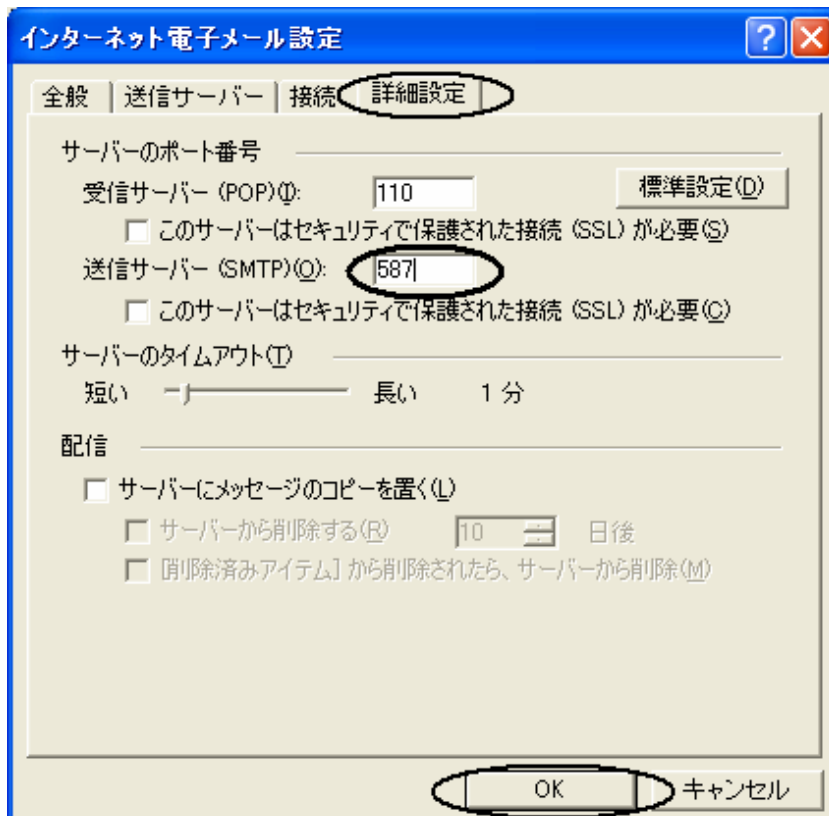 インターネット電子メール設定
全般 送信サーバー 接続 詳細設定
サーバーのポート番号
受信サーバー (POP)(I): 110 標準設定(D)
このサーバーはセキュリティで保護された接続 (SSL) が必要(S)
送信サーバー (SMTP)(O): 587
このサーバーはセキュリティで保護された接続 (SSL) が必要(C)
サーバーのタイムアウト(T)
短い 長い 1 分
配信
サーバーにメッセージのコピーを置く(L)
サーバーから削除する(R) 10 日後
[削除済みアイテム] から削除されたら、サーバーから削除(M)
OK キャンセル